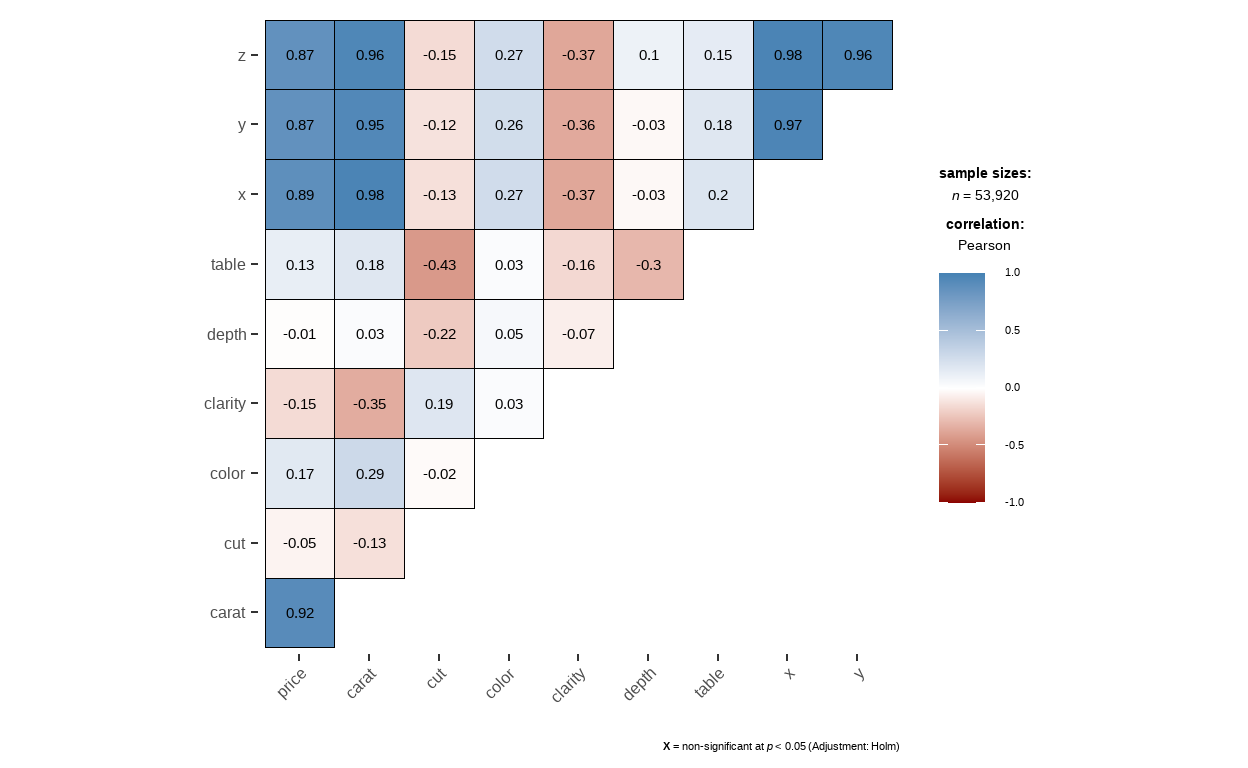 z 0.87 0.96 -0.15 0.27 -0.37 0.1 0.15 0.98 0.96
y 0.87 0.95 -0.12 0.26 -0.36 -0.03 0.18 0.97
x 0.89 0.98 -0.13 0.27 -0.37 -0.03 0.2
table 0.13 0.18 -0.43 0.03 -0.16 -0.3
depth -0.01 0.03 -0.22 0.05 -0.07
clarity -0.15 -0.35 0.19 0.03
color 0.17 0.29 -0.02
cut -0.05 -0.13
carat 0.92
price carat cut color clarity depth table x y
sample sizes:
n = 53,920
correlation:
Pearson
1.0
0.5
0.0
-0.5
-1.0
X = non-significant at p < 0.05 (Adjustment: Holm)